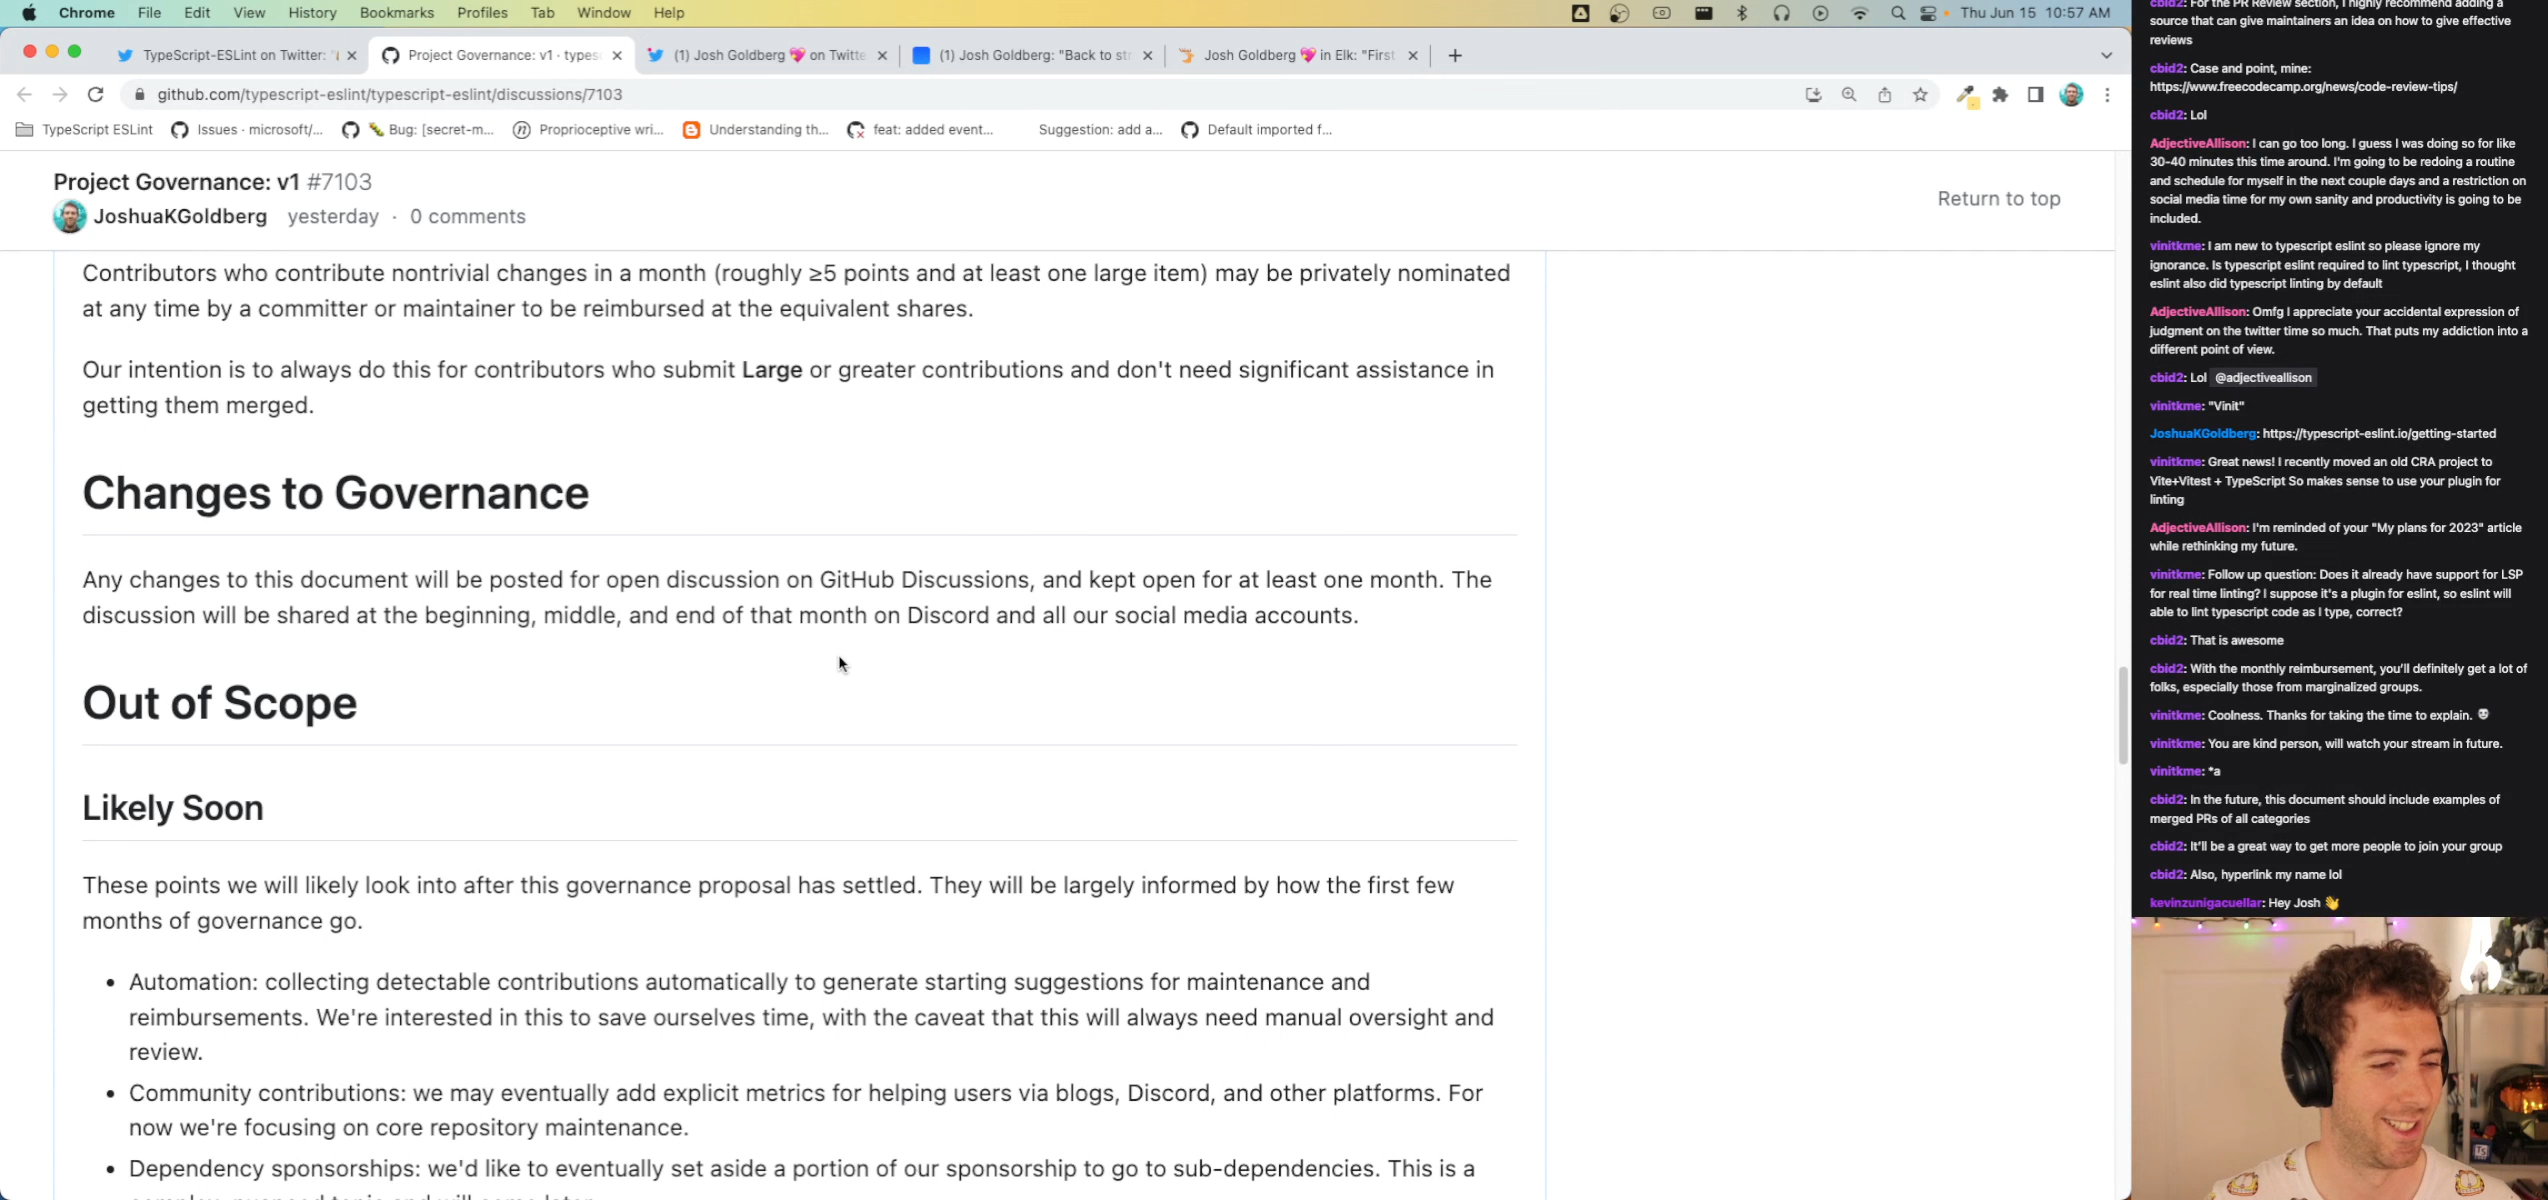 Chrome File Edit View History Bookmarks Profiles Tab Window Help Thu Jun 15 10:57 AM
TypeScript-ESLint on Twitter: "
Project Governance: v1 · types
(1) Josh Goldberg 💖 on Twitte
(1) Josh Goldberg: "Back to str
Josh Goldberg 💖 in Elk: "First
github.com/typescript-eslint/typescript-eslint/discussions/7103
TypeScript ESLint
Issues · microsoft/...
🐛 Bug: [secret-m...
Proprioceptive wri...
Understanding th...
feat: added event...
Suggestion: add a...
Default imported f...
Project Governance: v1 #7103
JoshuaKGoldberg yesterday · 0 comments
Return to top
Contributors who contribute nontrivial changes in a month (roughly ≥5 points and at least one large item) may be privately nominated
at any time by a committer or maintainer to be reimbursed at the equivalent shares.
Our intention is to always do this for contributors who submit Large or greater contributions and don't need significant assistance in
getting them merged.
Changes to Governance
Any changes to this document will be posted for open discussion on GitHub Discussions, and kept open for at least one month. The
discussion will be shared at the beginning, middle, and end of that month on Discord and all our social media accounts.
Out of Scope
Likely Soon
These points we will likely look into after this governance proposal has settled. They will be largely informed by how the first few
months of governance go.
• Automation: collecting detectable contributions automatically to generate starting suggestions for maintenance and
reimbursements. We're interested in this to save ourselves time, with the caveat that this will always need manual oversight and
review.
• Community contributions: we may eventually add explicit metrics for helping users via blogs, Discord, and other platforms. For
now we're focusing on core repository maintenance.
• Dependency sponsorships: we'd like to eventually set aside a portion of our sponsorship to go to sub-dependencies. This is a
cbid2: For the PR Review section, I highly recommend adding a
source that can give maintainers an idea on how to give effective
reviews
cbid2: Case and point, mine:
https://www.freecodecamp.org/news/code-review-tips/
cbid2: Lol
AdjectiveAllison: I can go too long. I guess I was doing so for like
30-40 minutes this time around. I'm going to be redoing a routine
and schedule for myself in the next couple days and a restriction on
social media time for my own sanity and productivity is going to be
included.
vinitkme: I am new to typescript eslint so please ignore my
ignorance. Is typescript eslint required to lint typescript, I thought
eslint also did typescript linting by default
AdjectiveAllison: Omfg I appreciate your accidental expression of
judgment on the twitter time so much. That puts my addiction into a
different point of view.
cbid2: Lol @adjectiveallison
vinitkme: "Vinit"
JoshuaKGoldberg: https://typescript-eslint.io/getting-started
vinitkme: Great news! I recently moved an old CRA project to
Vite+Vitest + TypeScript So makes sense to use your plugin for
linting
AdjectiveAllison: I'm reminded of your "My plans for 2023" article
while rethinking my future.
vinitkme: Follow up question: Does it already have support for LSP
for real time linting? I suppose it's a plugin for eslint, so eslint will
able to lint typescript code as I type, correct?
cbid2: That is awesome
cbid2: With the monthly reimbursement, you'll definitely get a lot of
folks, especially those from marginalized groups.
vinitkme: Coolness. Thanks for taking the time to explain.
vinitkme: You are kind person, will watch your stream in future.
vinitkme: *a
cbid2: In the future, this document should include examples of
merged PRs of all categories
cbid2: It'll be a great way to get more people to join your group
cbid2: Also, hyperlink my name lol
kevinzunigacuellar: Hey Josh 👋